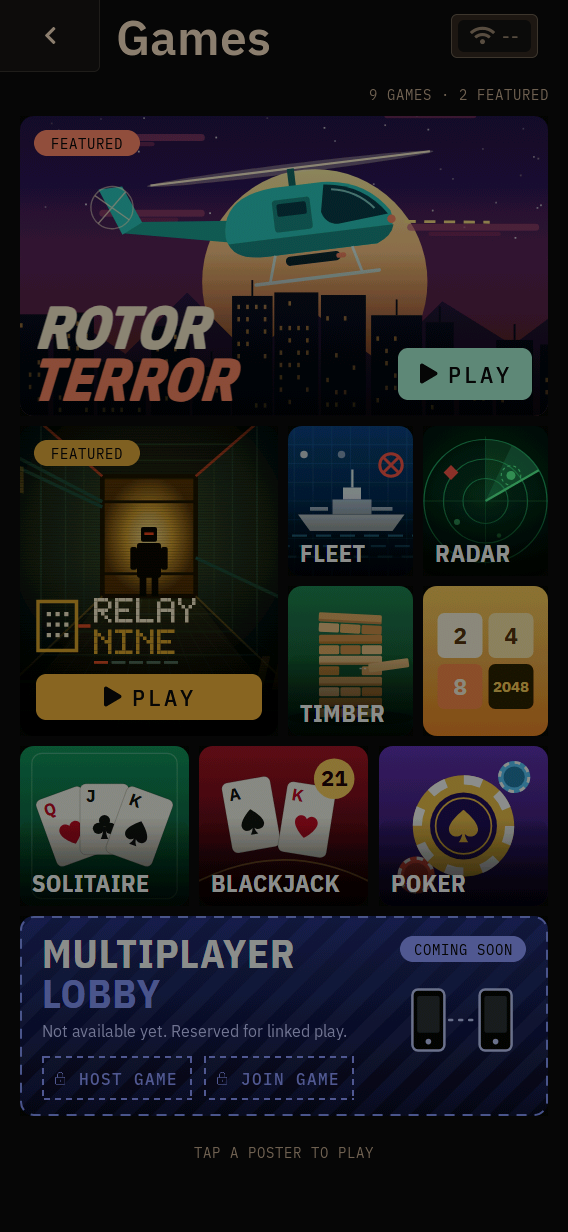 Games
--
9 GAMES · 2 FEATURED
FEATURED
ROTOR
TERROR
PLAY
FEATURED
RELAY
NINE
PLAY
FLEET
RADAR
TIMBER
2
4
8
2048
Q
J
K
SOLITAIRE
A
K
21
BLACKJACK
POKER
MULTIPLAYER
LOBBY
COMING SOON
Not available yet. Reserved for linked play.
HOST GAME
JOIN GAME
TAP A POSTER TO PLAY